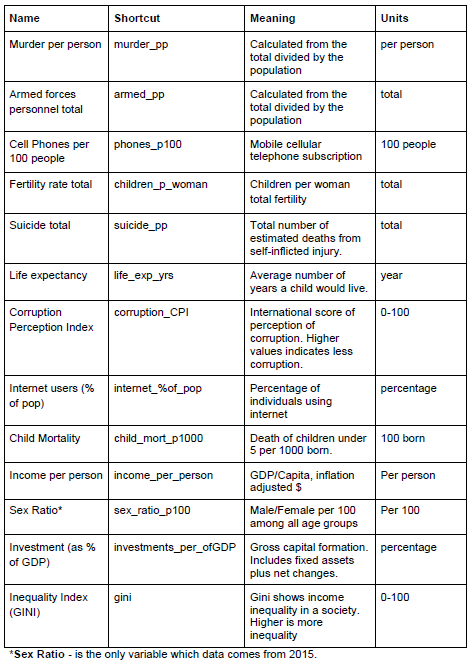 Name Shortcut Meaning Units
Murder per person murder_pp Calculated from the per person
total divided by the
population
Armed forces armed_pp Calculated from the total
personnel total total divided by the
population
Cell Phones per phones_p100 Mobile cellular 100 people
100 people telephone subscription
Fertility rate total children_p_woman Children per woman total
total fertility
Suicide total suicide_pp Total number of total
estimated deaths from
self-inflicted injury.
Life expectancy life_exp_yrs Average number of year
years a child would live.
Corruption corruption_CPI International score of 0-100
Perception Index perception of
corruption. Higher
values indicates less
corruption.
Internet users (% internet_%of_pop Percentage of percentage
of pop) individuals using
internet
Child Mortality child_mort_p1000 Death of children under 100 born
5 per 1000 born.
Income per person income_per_person GDP/Capita, inflation Per person
adjusted $
Sex Ratio* sex_ratio_p100 Male/Female per 100 Per 100
among all age groups
Investment (as % investments_per_ofGDP Gross capital formation. percentage
of GDP) Includes fixed assets
plus net changes.
Inequality Index gini Gini shows income 0-100
(GINI) inequality in a society.
Higher is more
inequality
*Sex Ratio - is the only variable which data comes from 2015.